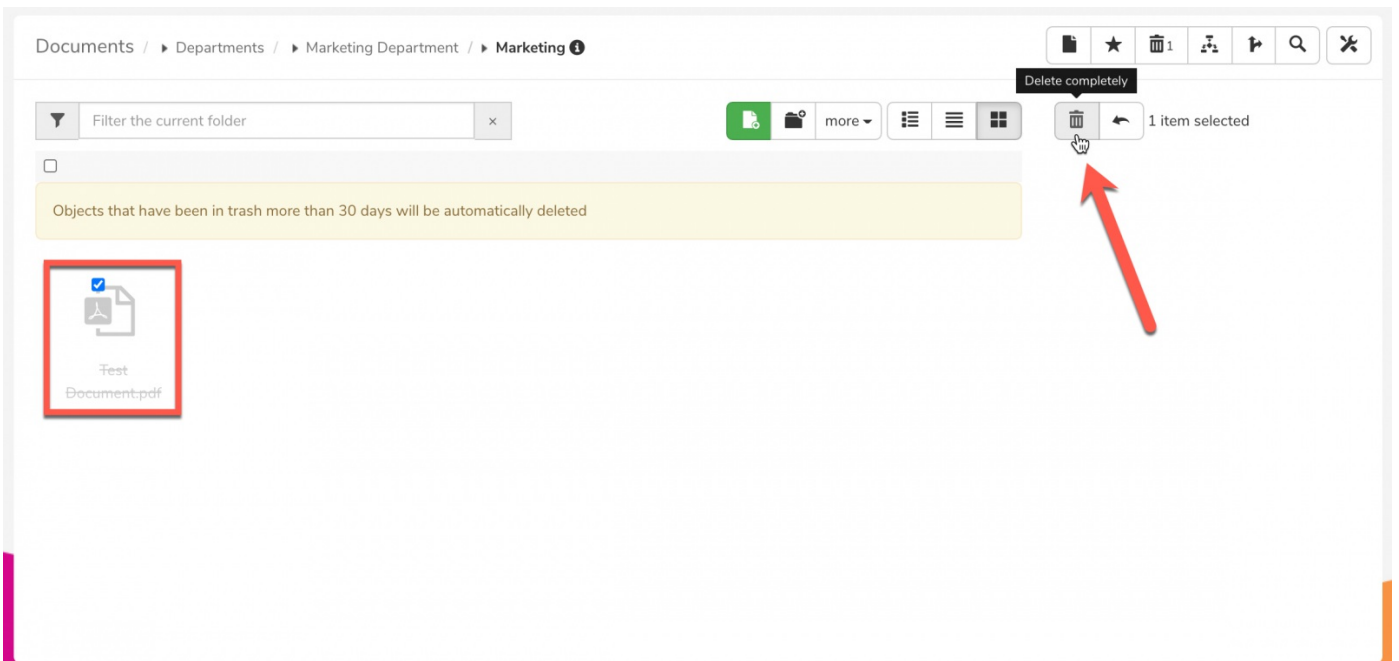 Documents / Departments / Marketing Department / Marketing
1
Delete completely
Filter the current folder ×
more
1 item selected
Objects that have been in trash more than 30 days will be automatically deleted
Test
Document.pdf